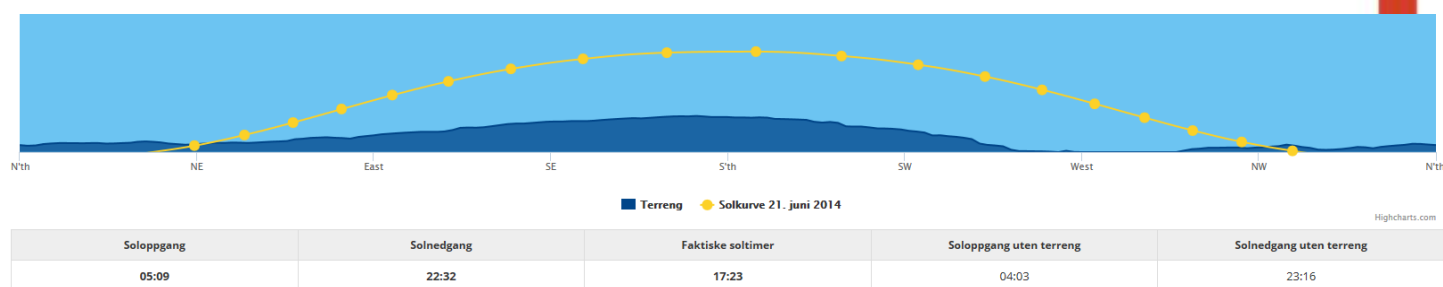 N'th NE East SE S'th SW West NW N'th
Terreng Solkurve 21. juni 2014
Highcharts.com
Soloppgang Solnedgang Faktiske soltimer Soloppgang uten terreng Solnedgang uten terreng
05:09 22:32 17:23 04:03 23:16